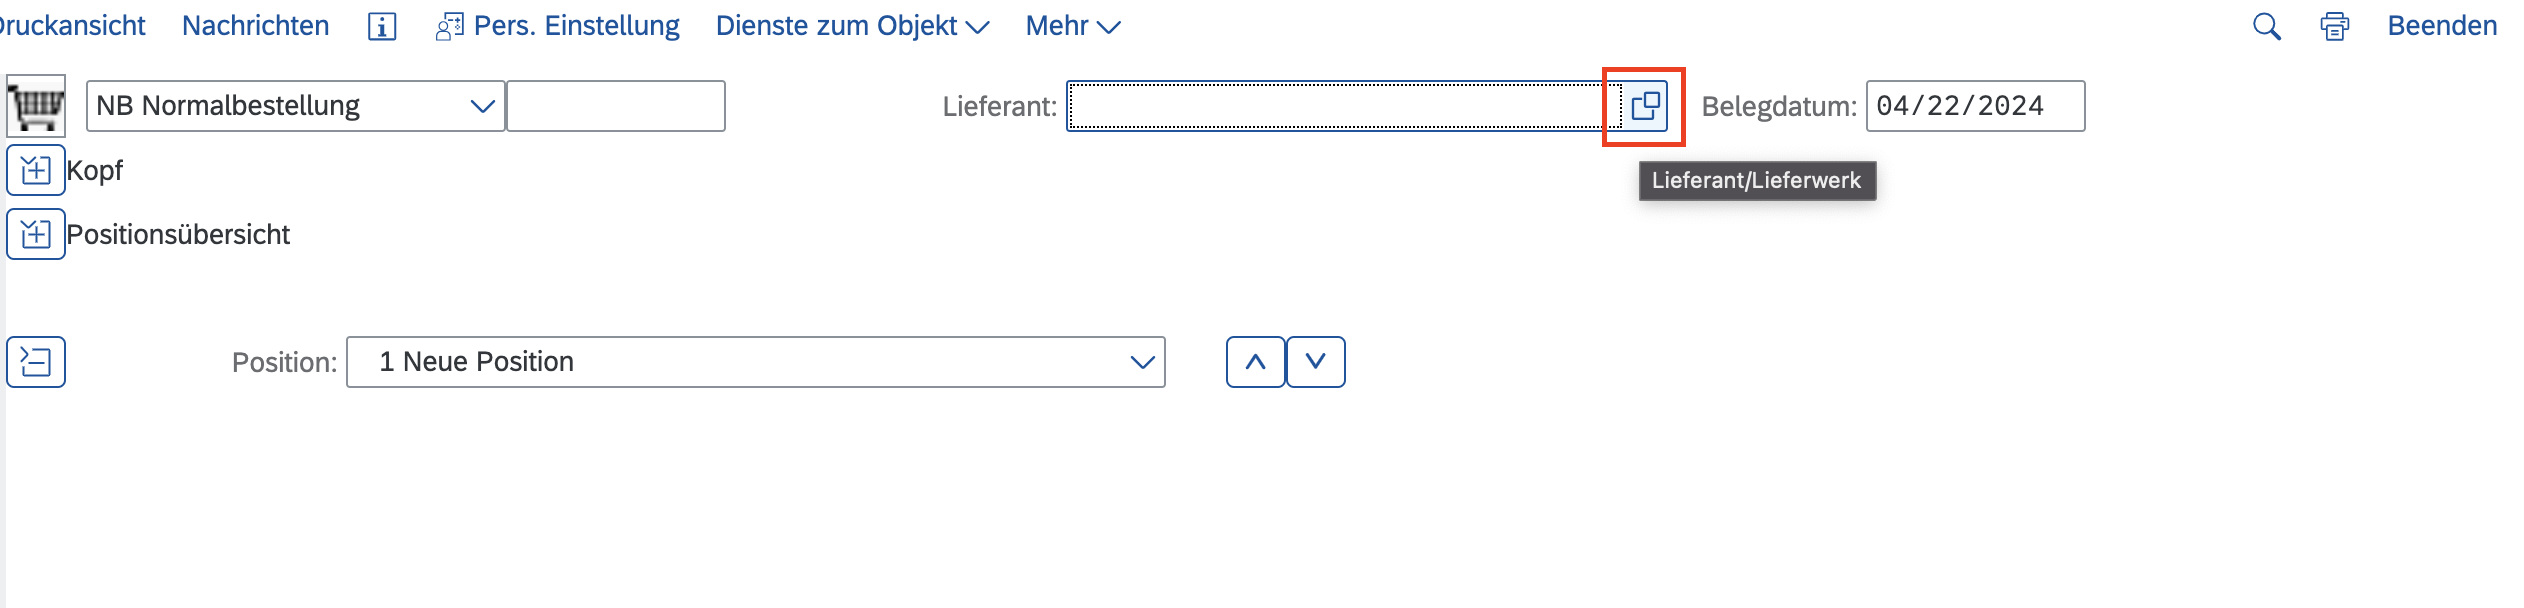 ruckansicht Nachrichten Pers. Einstellung Dienste zum Objekt Mehr Beenden
NB Normalbestellung Lieferant: Belegdatum: 04/22/2024
Kopf
Lieferant/Lieferwerk
Positionsübersicht
Position: 1 Neue Position